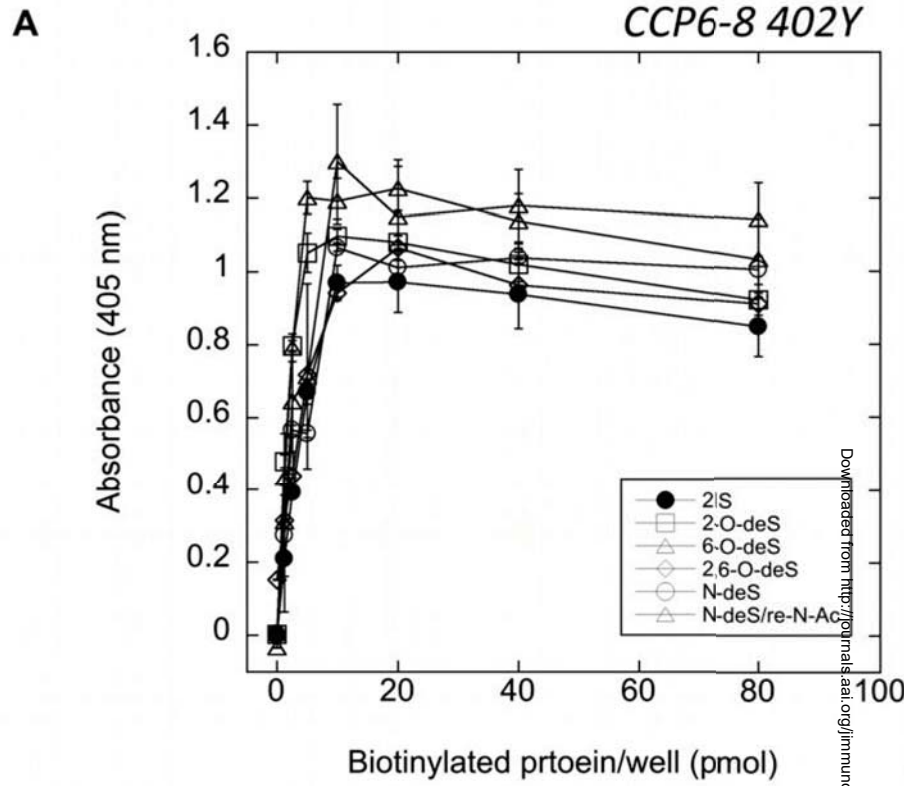 A
CCP6-8 402Y
1.6
1.4
1.2
1
0.8
0.6
0.4
0.2
0
Absorbance (405 nm)
2IS
2-O-deS
6-O-deS
2,6-O-deS
N-deS
N-deS/re-N-Ac
0 20 40 60 80 100
Biotinylated prtoein/well (pmol)
Downloaded from http://journals.aai.org/jimmuno